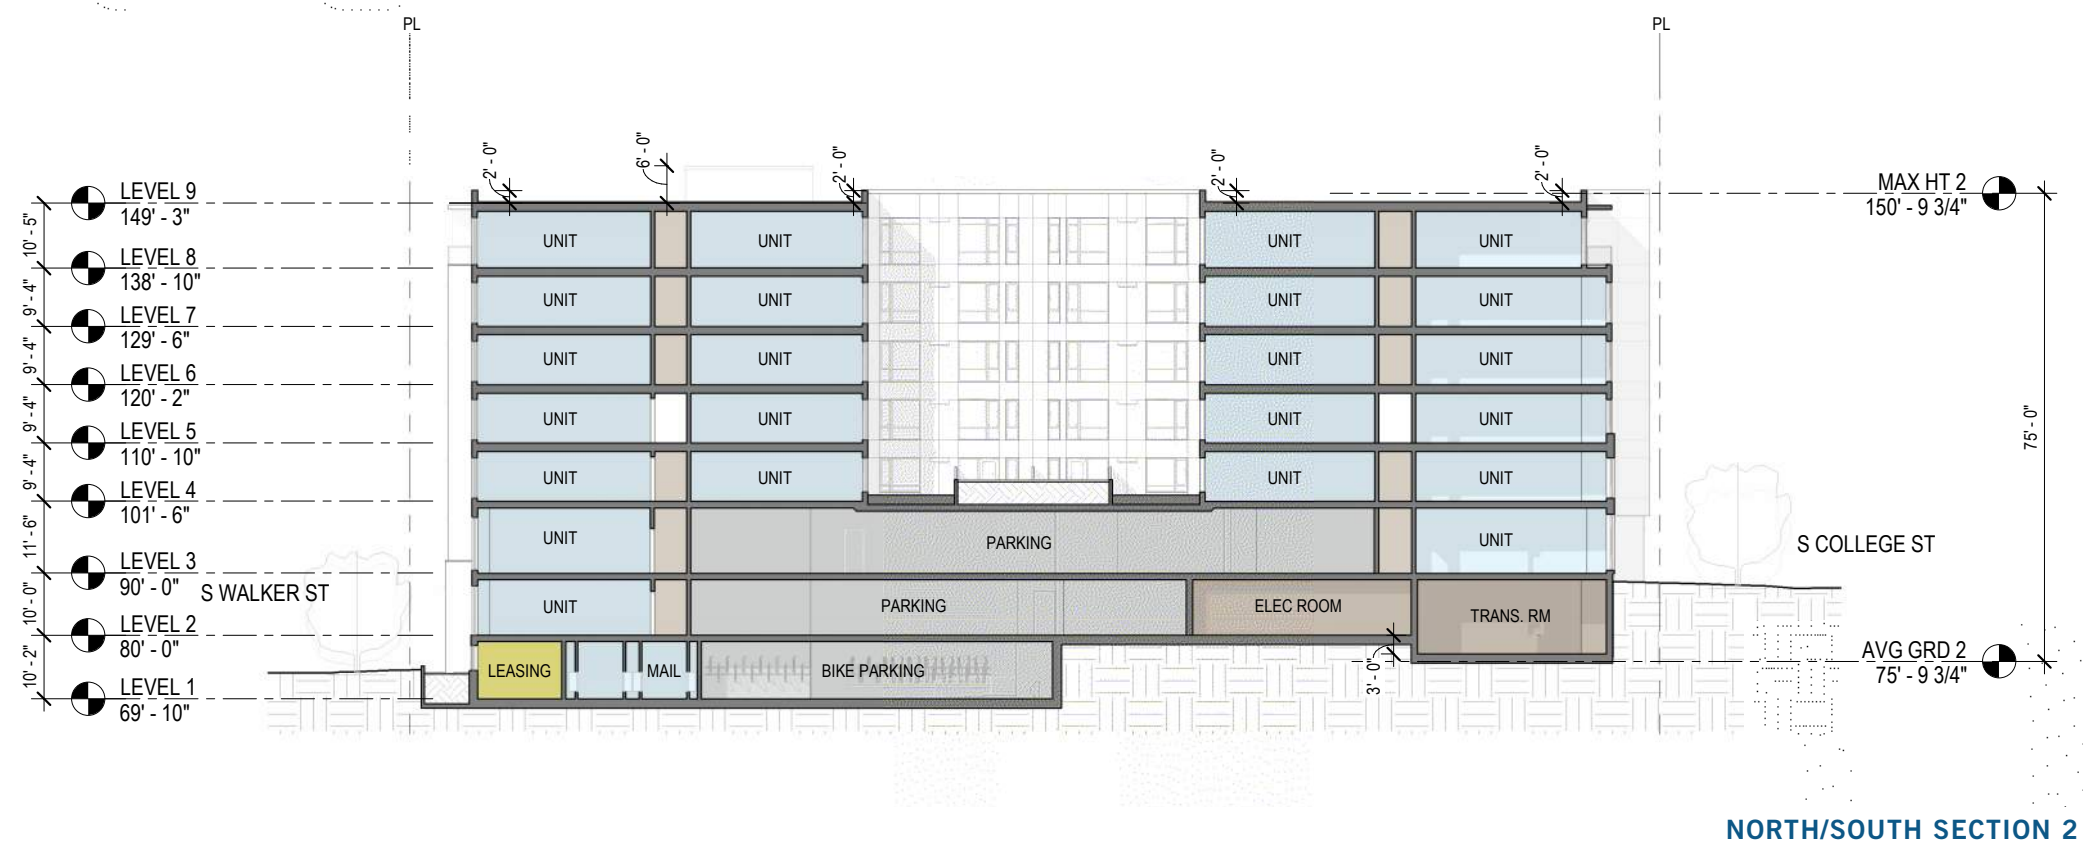 PL
PL
2' - 0"
6' - 0"
2' - 0"
2' - 0"
2' - 0"
LEVEL 9
149' - 3"
MAX HT 2
150' - 9 3/4"
10' - 5"
UNIT
UNIT
UNIT
UNIT
LEVEL 8
138' - 10"
9' - 4"
UNIT
UNIT
UNIT
UNIT
LEVEL 7
129' - 6"
9' - 4"
UNIT
UNIT
UNIT
UNIT
LEVEL 6
120' - 2"
9' - 4"
UNIT
UNIT
UNIT
UNIT
75' - 0"
LEVEL 5
110' - 10"
9' - 4"
UNIT
UNIT
UNIT
UNIT
LEVEL 4
101' - 6"
11' - 6"
UNIT
PARKING
UNIT
S COLLEGE ST
LEVEL 3
90' - 0"
S WALKER ST
10' - 0"
UNIT
PARKING
ELEC ROOM
TRANS. RM
LEVEL 2
80' - 0"
10' - 2"
LEASING
MAIL
BIKE PARKING
3' - 0"
AVG GRD 2
75' - 9 3/4"
LEVEL 1
69' - 10"
NORTH/SOUTH SECTION 2